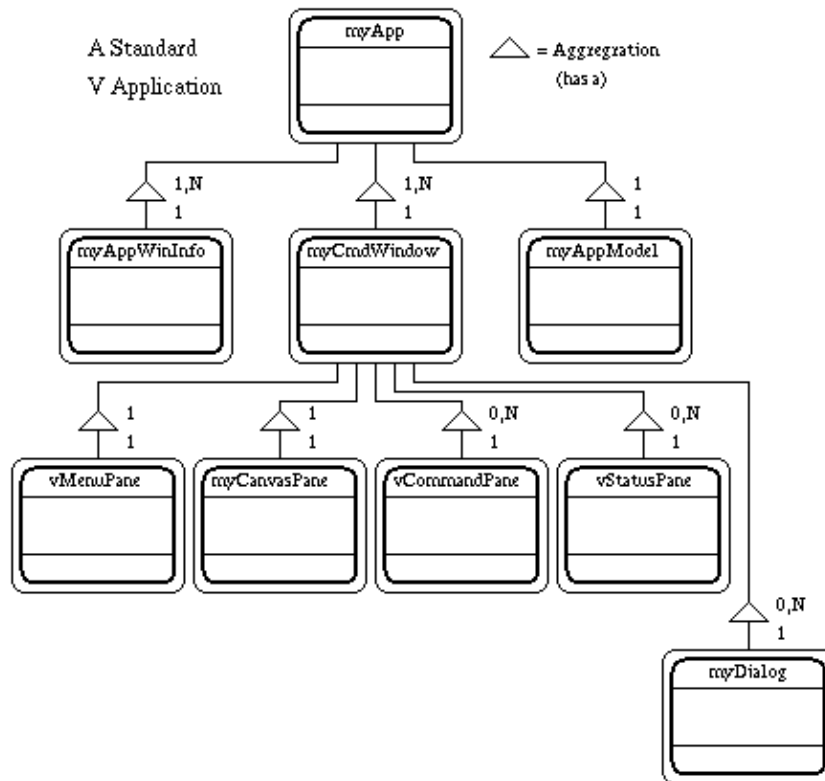 myApp
A Standard
V Application
= Aggregration
(has a)
1,N
1
1,N
1
1
1
myAppWinInfo
myCmdWindow
myAppModel
1
1
1
1
0,N
1
0,N
1
vMenuPane
myCanvasPane
vCommandPane
vStatusPane
0,N
1
myDialog